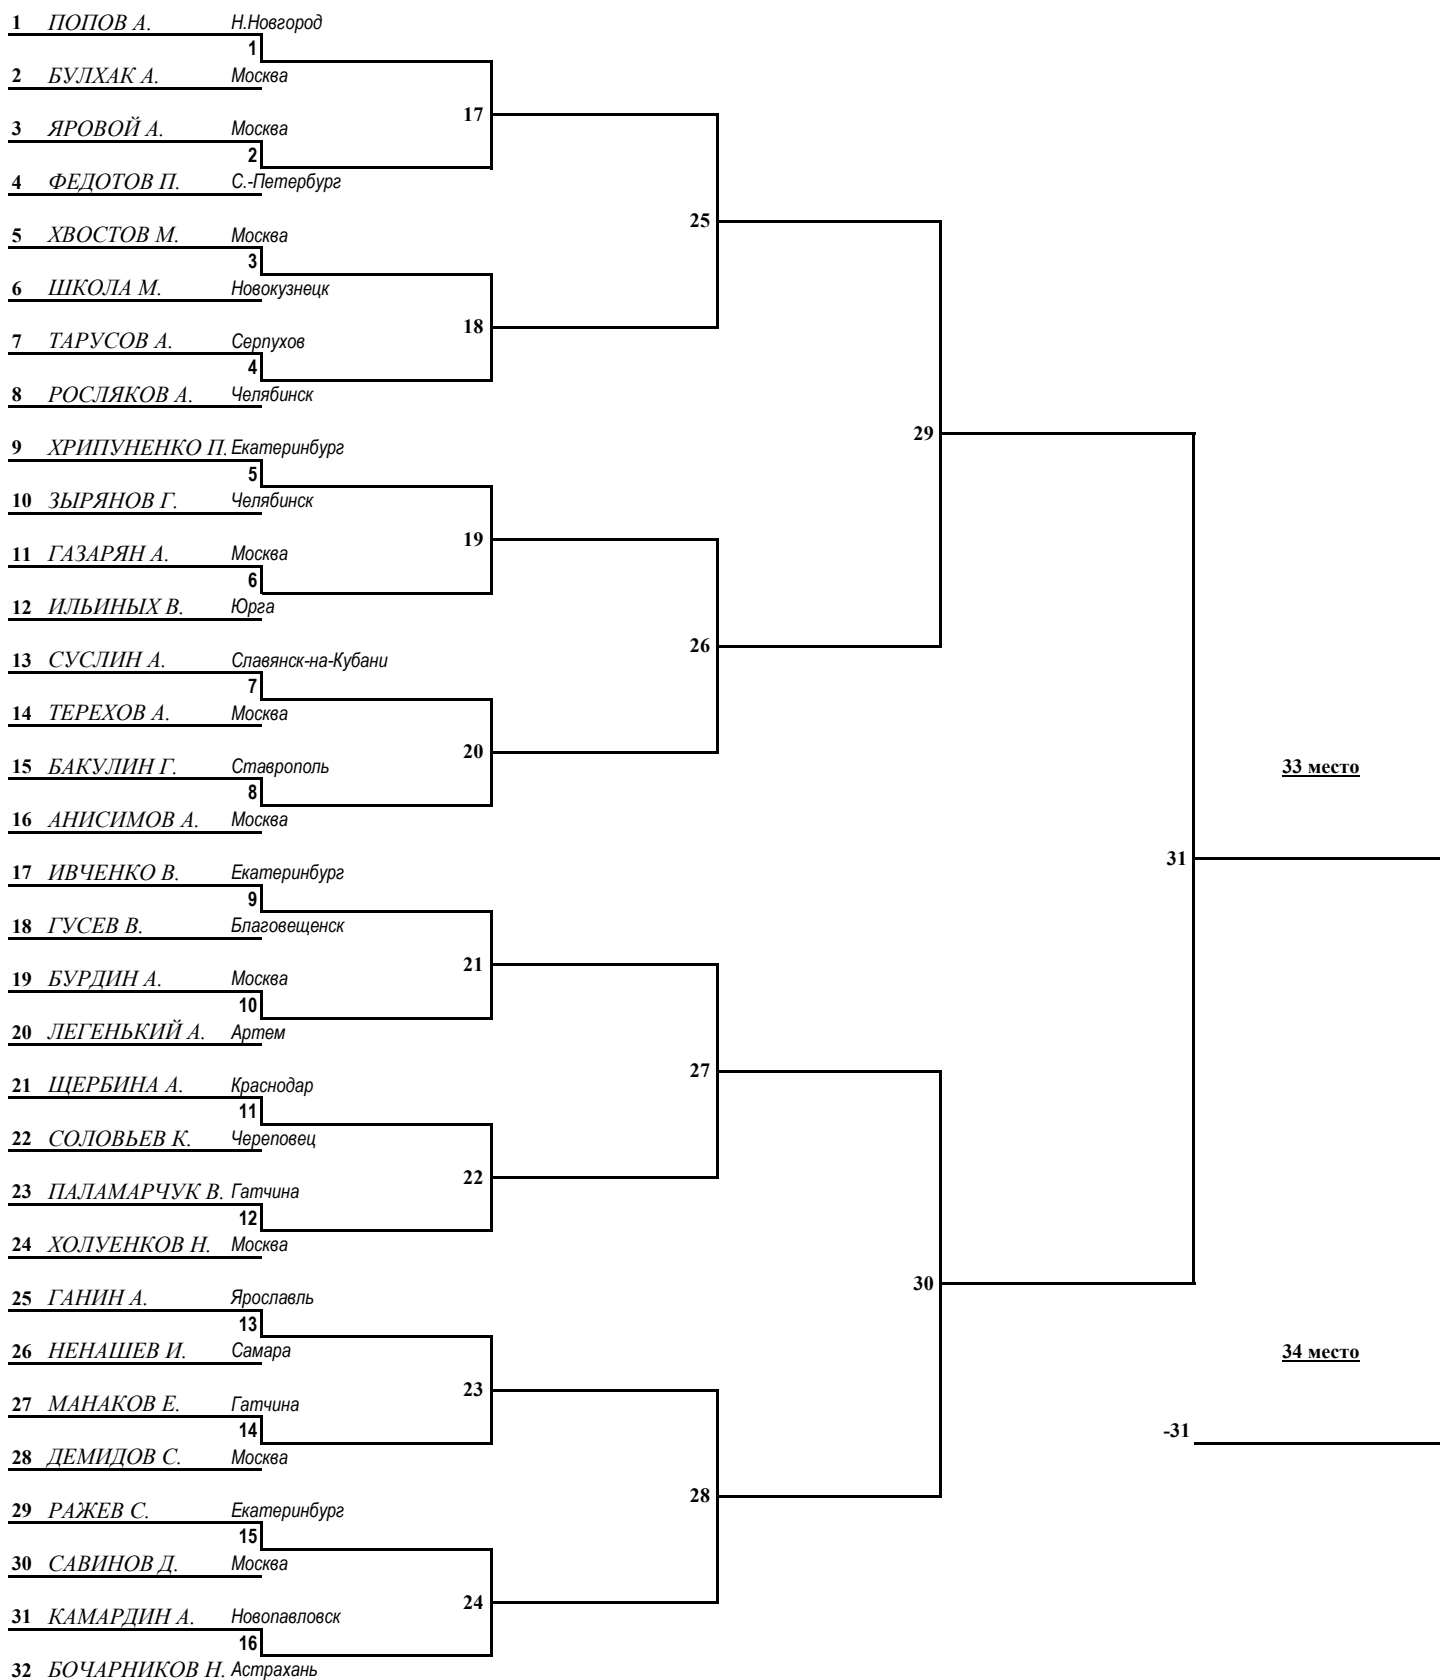 1 ПОПОВ А. Н.Новгород
1
2 БУЛХАК А. Москва
17
3 ЯРОВОЙ А. Москва
2
4 ФЕДОТОВ П. С.-Петербург
25
5 ХВОСТОВ М. Москва
3
6 ШКОЛА М. Новокузнецк
18
7 ТАРУСОВ А. Серпухов
4
8 РОСЛЯКОВ А. Челябинск
29
9 ХРИПУНЕНКО П. Екатеринбург
5
10 ЗЫРЯНОВ Г. Челябинск
19
11 ГАЗАРЯН А. Москва
6
12 ИЛЬИНЫХ В. Юрга
26
13 СУСЛИН А. Славянск-на-Кубани
7
14 ТЕРЕХОВ А. Москва
20
15 БАКУЛИН Г. Ставрополь
33 место
8
16 АНИСИМОВ А. Москва
31
17 ИВЧЕНКО В. Екатеринбург
9
18 ГУСЕВ В. Благовещенск
21
19 БУРДИН А. Москва
10
20 ЛЕГЕНЬКИЙ А. Артем
27
21 ЩЕРБИНА А. Краснодар
11
22 СОЛОВЬЕВ К. Череповец
22
23 ПАЛАМАРЧУК В. Гатчина
12
24 ХОЛУЕНКОВ Н. Москва
30
25 ГАНИН А. Ярославль
13
26 НЕНАШЕВ И. Самара
34 место
23
27 МАНАКОВ Е. Гатчина
14
-31
28 ДЕМИДОВ С. Москва
28
29 РАЖЕВ С. Екатеринбург
15
30 САВИНОВ Д. Москва
24
31 КАМАРДИН А. Новопавловск
16
32 БОЧАРНИКОВ Н. Астрахань